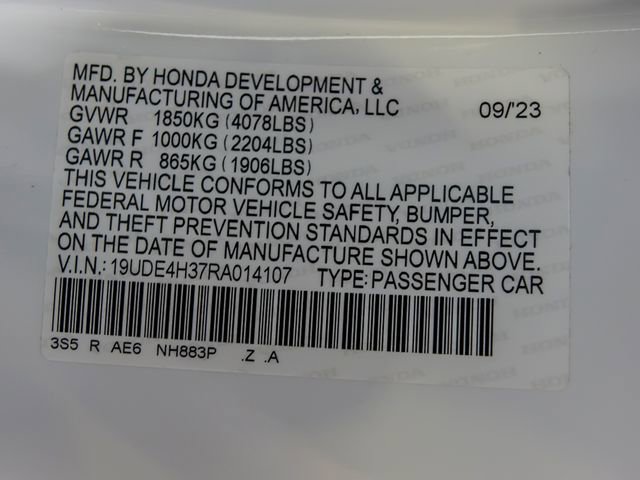 MFD. BY HONDA DEVELOPMENT &
MANUFACTURING OF AMERICA, LLC 09/'23
GVWR 1850KG (4078LBS)
GAWR F 1000KG (2204LBS)
GAWR R 865KG (1906LBS)
THIS VEHICLE CONFORMS TO ALL APPLICABLE
FEDERAL MOTOR VEHICLE SAFETY, BUMPER,
AND THEFT PREVENTION STANDARDS IN EFFECT
ON THE DATE OF MANUFACTURE SHOWN ABOVE.
V.I.N.: 19UDE4H37RA014107 TYPE: PASSENGER CAR
3S5 R AE6 NH883P .Z .A